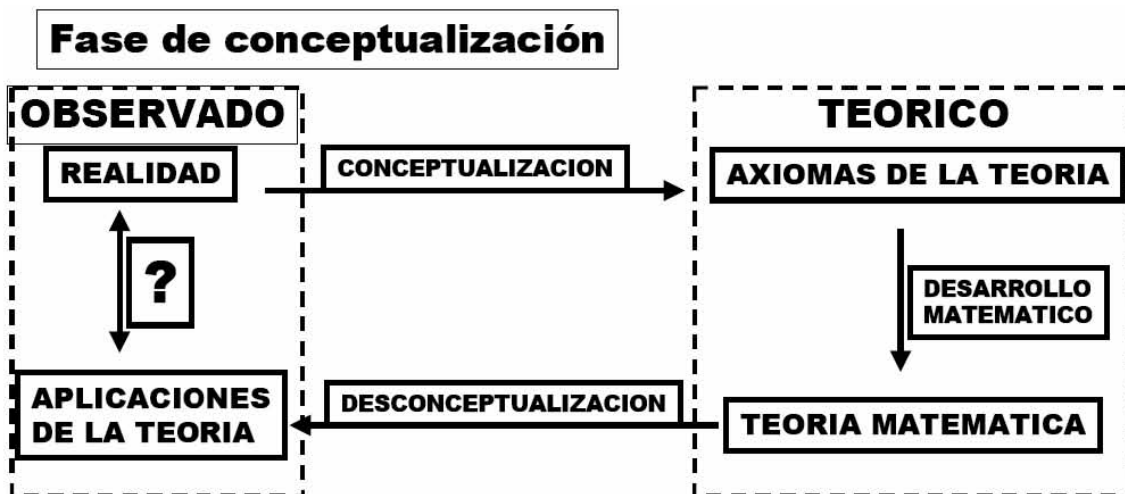 Fase de conceptualización
OBSERVADO
TEORICO
REALIDAD
CONCEPTUALIZACION
AXIOMAS DE LA TEORIA
?
DESARROLLO
MATEMATICO
APLICACIONES
DE LA TEORIA
DESCONCEPTUALIZACION
TEORIA MATEMATICA